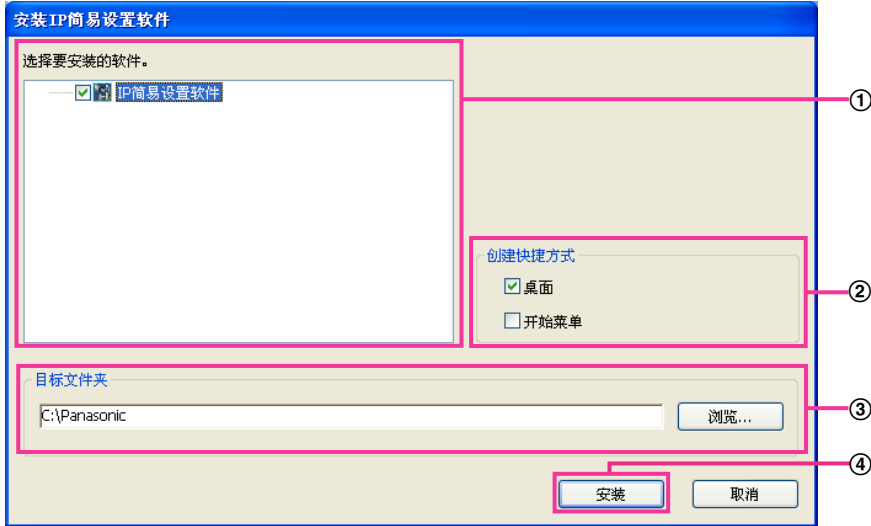 安装IP简易设置软件
选择要安装的软件。
IP简易设置软件
①
创建快捷方式
桌面
②
开始菜单
目标文件夹
C:\Panasonic
浏览...
③
④
安装
取消